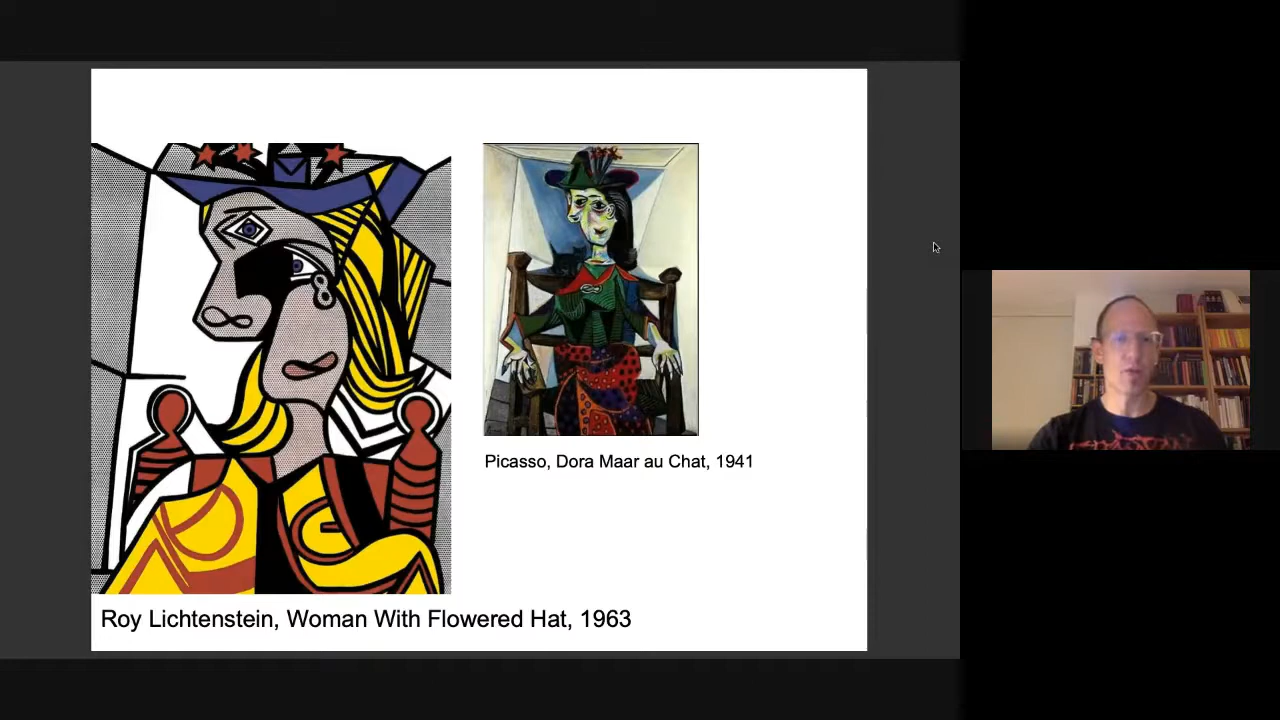 Picasso, Dora Maar au Chat, 1941
Roy Lichtenstein, Woman With Flowered Hat, 1963